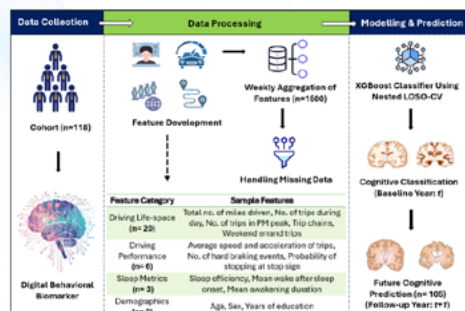 Data Collection
Data Processing
Modelling & Prediction
Cohort (n=118)
Digital Behavioral
Biomarker
Feature Development
Weekly Aggregation of
Features (n=1500)
Handling Missing Data
Feature Category
Sample Features
Driving Life-space
(n= 20)
Total no. of miles driven, No. of trips during
day, No. of trips in PM peak, Trip chains,
Weekend errand trips
Driving
Performance
(n= 6)
Average speed and acceleration of trips,
No. of hard braking events, Probability of
stopping at stop sign
Sleep Metrics
(n= 3)
Sleep efficiency, Mean wake after sleep
onset, Mean awakening duration
Demographics
Age, Sex, Years of education
XGBoost Classifier Using
Nested LOSO-CV
Cognitive Classification
(Baseline Year: t)
Future Cognitive
Prediction (n= 105)
(Follow-up Year: t+1)